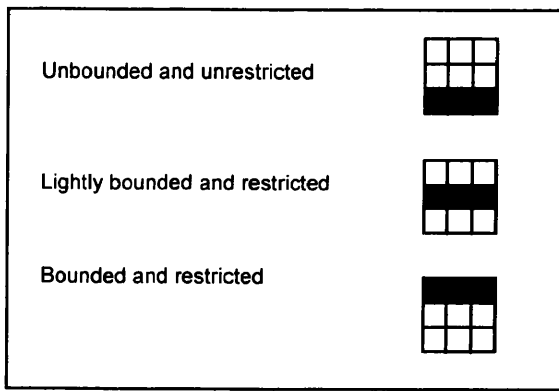 Unbounded and unrestricted
Lightly bounded and restricted
Bounded and restricted